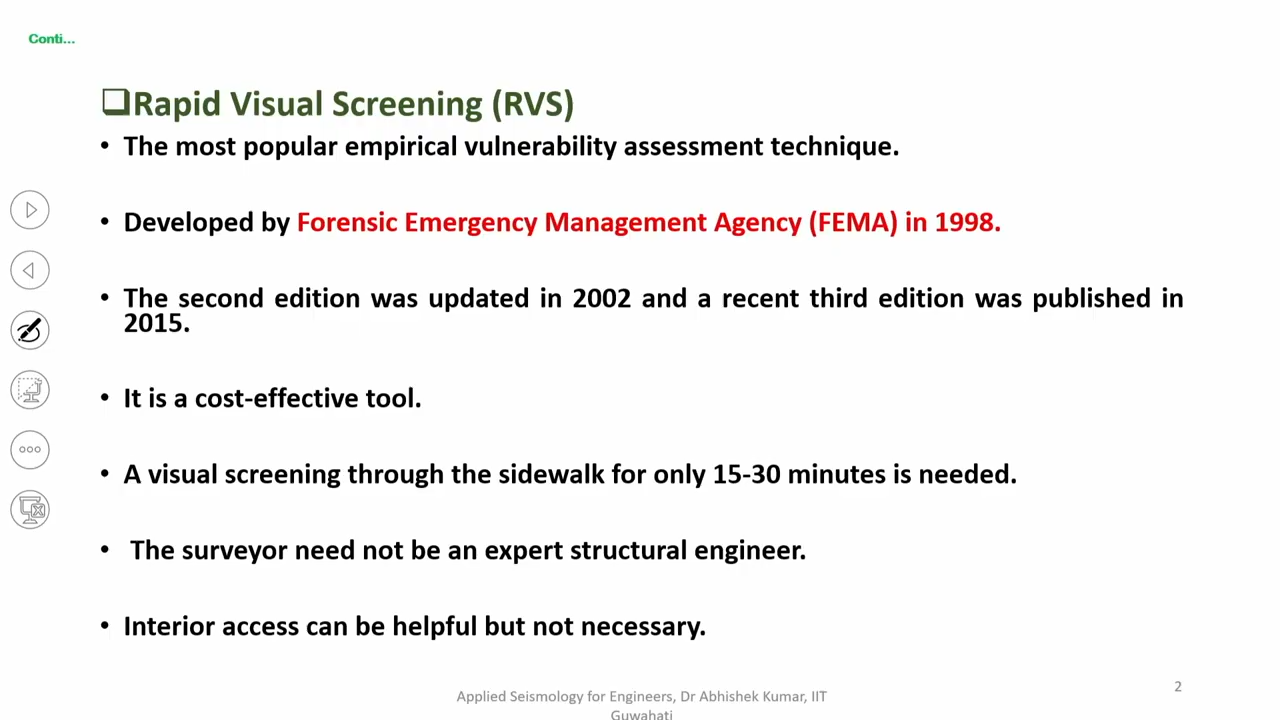 Conti...
❑Rapid Visual Screening (RVS)
• The most popular empirical vulnerability assessment technique.
• Developed by Forensic Emergency Management Agency (FEMA) in 1998.
• The second edition was updated in 2002 and a recent third edition was published in
2015.
• It is a cost-effective tool.
• A visual screening through the sidewalk for only 15-30 minutes is needed.
• The surveyor need not be an expert structural engineer.
• Interior access can be helpful but not necessary.
Applied Seismology for Engineers, Dr Abhishek Kumar, IIT
Guwahati
2